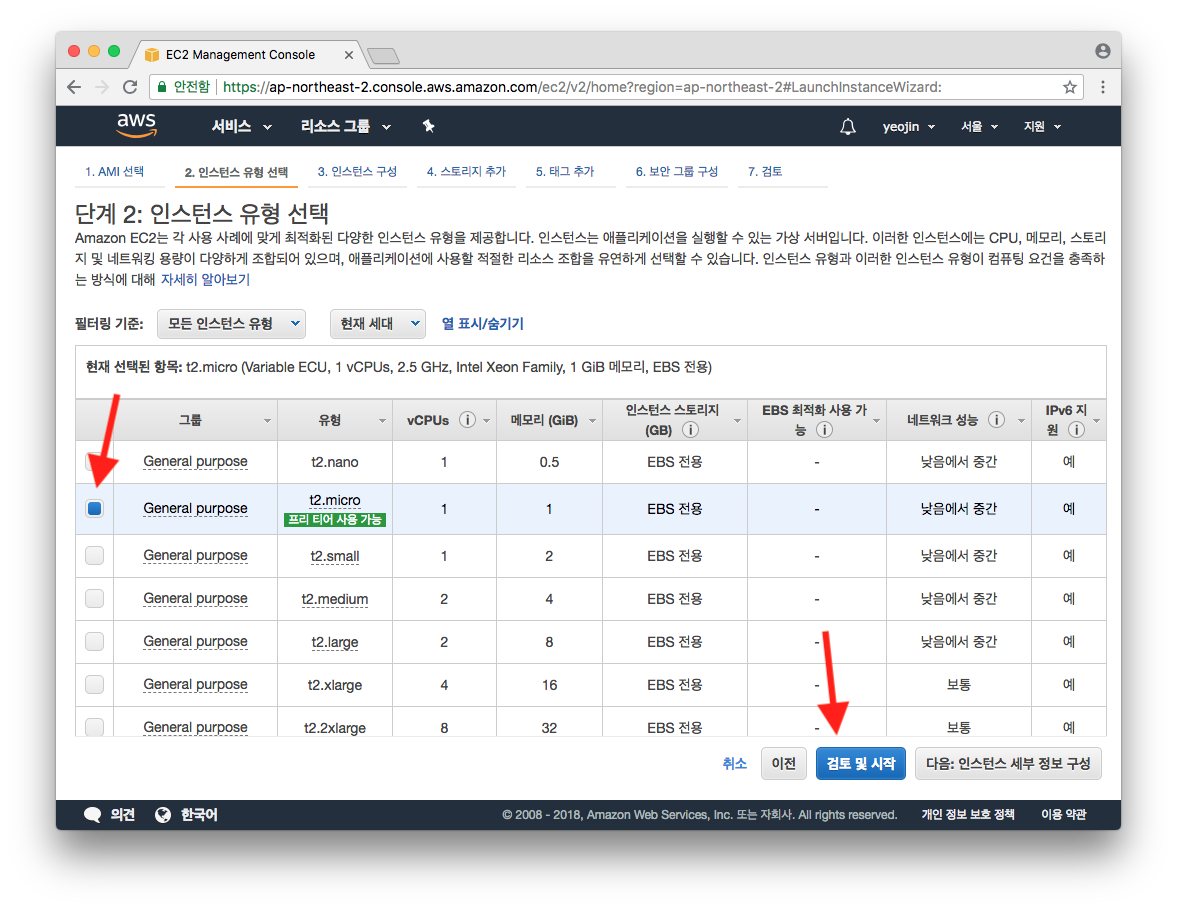 EC2 Management Console
안전함 https://ap-northeast-2.console.aws.amazon.com/ec2/v2/home?region=ap-northeast-2#LaunchInstanceWizard:
aws 서비스 리소스 그룹 yeojin 서울 지원
1. AMI 선택 2. 인스턴스 유형 선택 3. 인스턴스 구성 4. 스토리지 추가 5. 태그 추가 6. 보안 그룹 구성 7. 검토
단계 2: 인스턴스 유형 선택
Amazon EC2는 각 사용 사례에 맞게 최적화된 다양한 인스턴스 유형을 제공합니다. 인스턴스는 애플리케이션을 실행할 수 있는 가상 서버입니다. 이러한 인스턴스에는 CPU, 메모리, 스토리
지 및 네트워킹 용량이 다양하게 조합되어 있으며, 애플리케이션에 사용할 적절한 리소스 조합을 유연하게 선택할 수 있습니다. 인스턴스 유형과 이러한 인스턴스 유형이 컴퓨팅 요건을 충족하
는 방식에 대해 자세히 알아보기
필터링 기준: 모든 인스턴스 유형 현재 세대 열 표시/숨기기
현재 선택된 항목: t2.micro (Variable ECU, 1 vCPUs, 2.5 GHz, Intel Xeon Family, 1 GiB 메모리, EBS 전용)
그룹 유형 vCPUs 메모리 (GiB) 인스턴스 스토리지 (GB) EBS 최적화 사용 가능 네트워크 성능 IPv6 지원
General purpose t2.nano 1 0.5 EBS 전용 - 낮음에서 중간 예
General purpose t2.micro 프리 티어 사용 가능 1 1 EBS 전용 - 낮음에서 중간 예
General purpose t2.small 1 2 EBS 전용 - 낮음에서 중간 예
General purpose t2.medium 2 4 EBS 전용 - 낮음에서 중간 예
General purpose t2.large 2 8 EBS 전용 - 낮음에서 중간 예
General purpose t2.xlarge 4 16 EBS 전용 - 보통 예
General purpose t2.2xlarge 8 32 EBS 전용 - 보통 예
취소 이전 검토 및 시작 다음: 인스턴스 세부 정보 구성
의견 한국어 © 2008 - 2018, Amazon Web Services, Inc. 또는 자회사. All rights reserved. 개인 정보 보호 정책 이용 약관